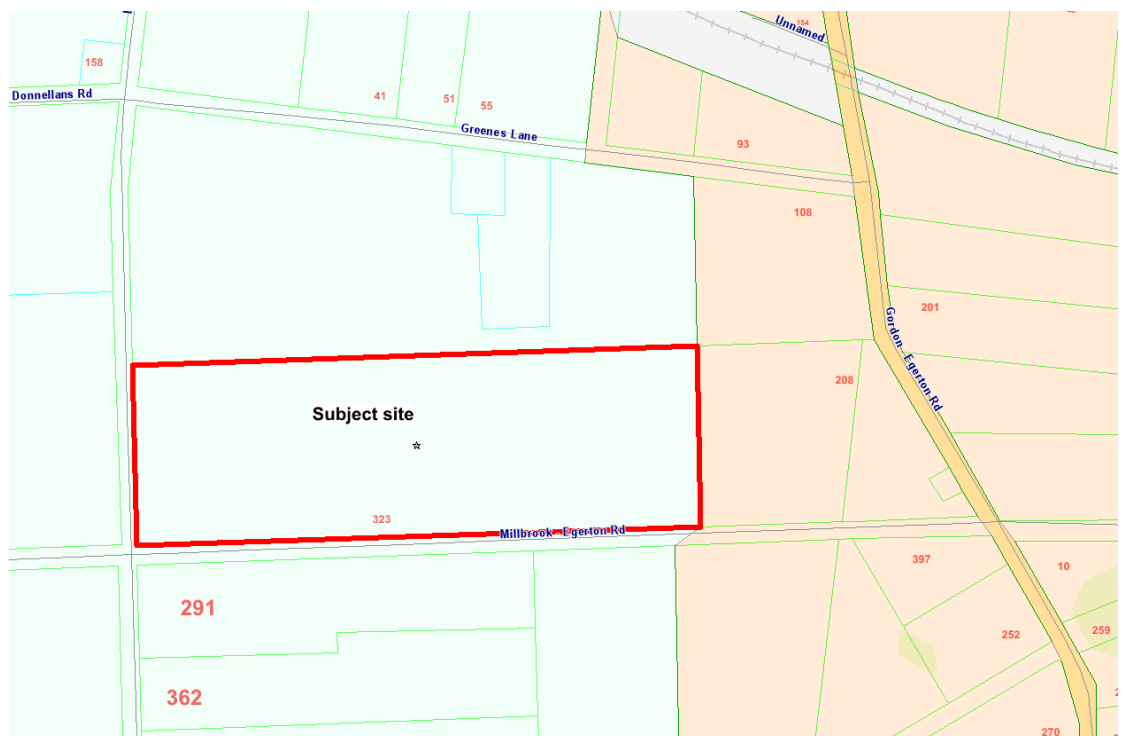 154
Unnamed
158
Donnellans Rd
41
51
55
Greenes Lane
93
108
201
Gordon - Egerton Rd
208
Subject site
323
Millbrook - Egerton Rd
397
10
291
252
259
362
270